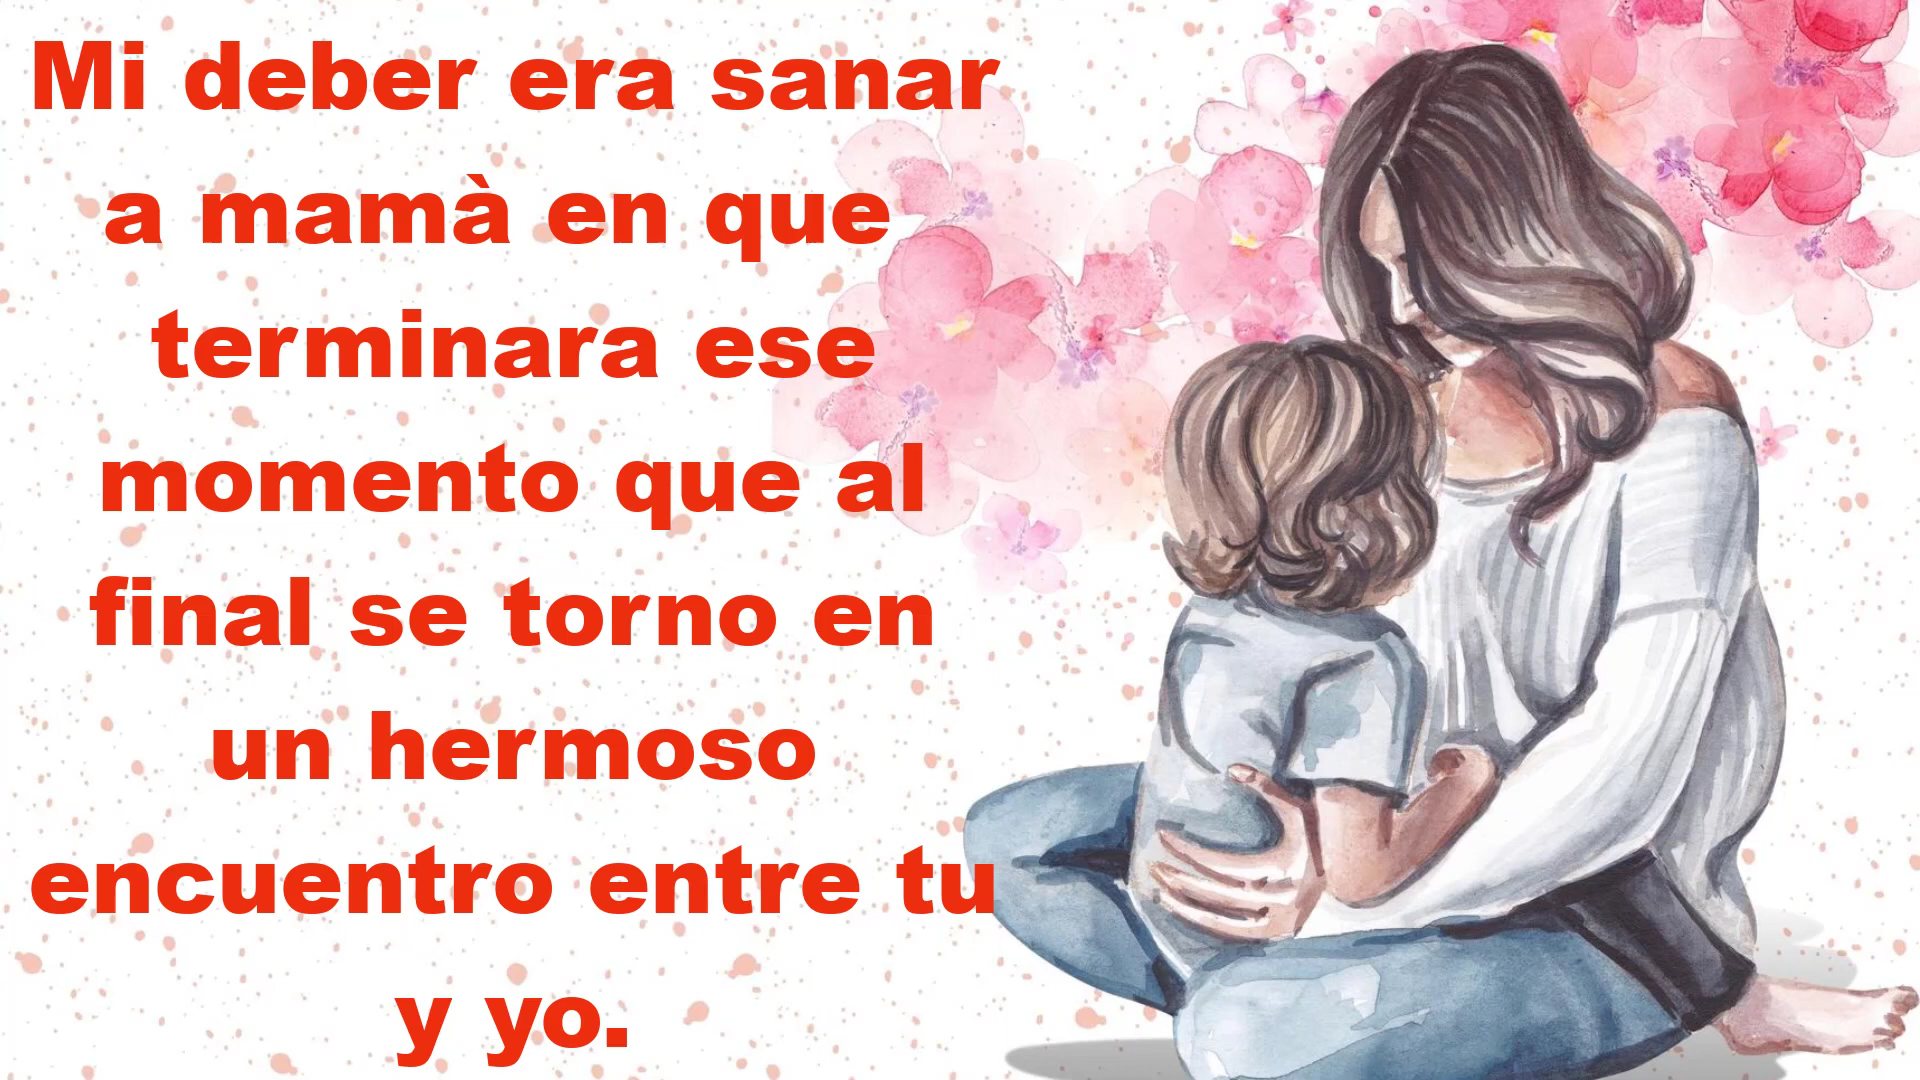 Mi deber era sanar
a mamà en que
terminara ese
momento que al
final se torno en
un hermoso
encuentro entre tu
y yo.